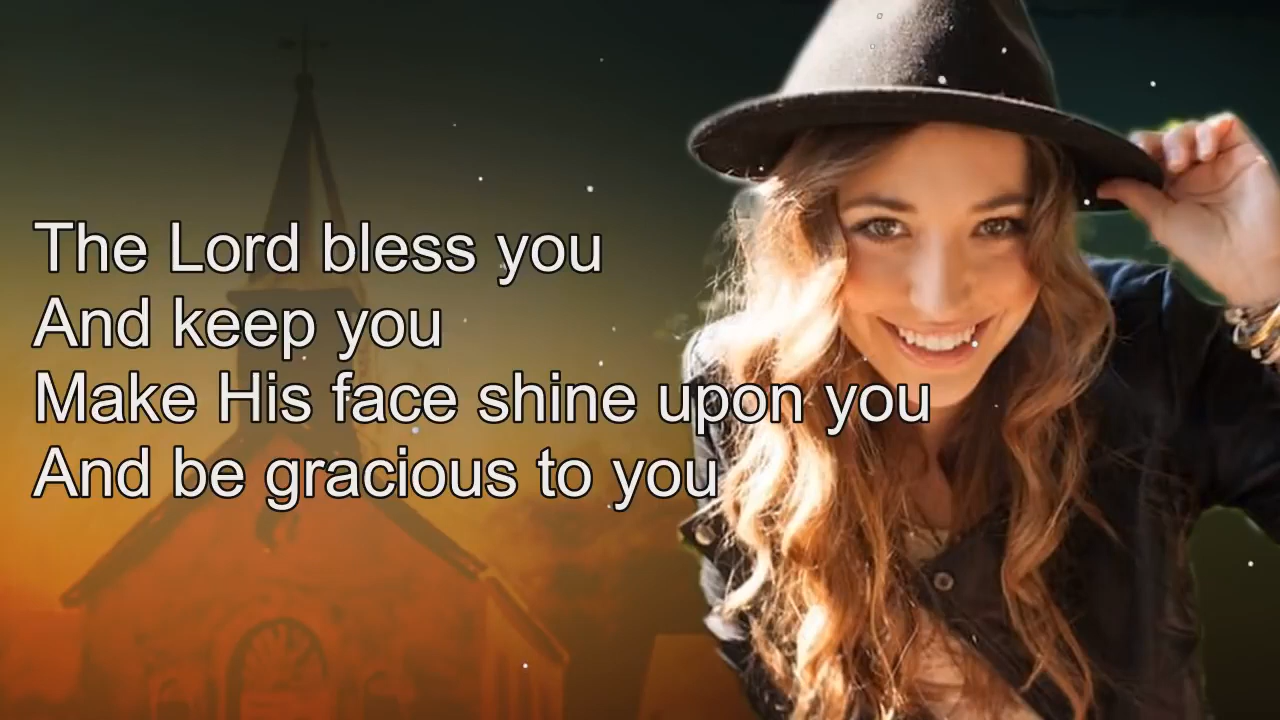 The Lord bless you
And keep you
Make His face shine upon you
And be gracious to you